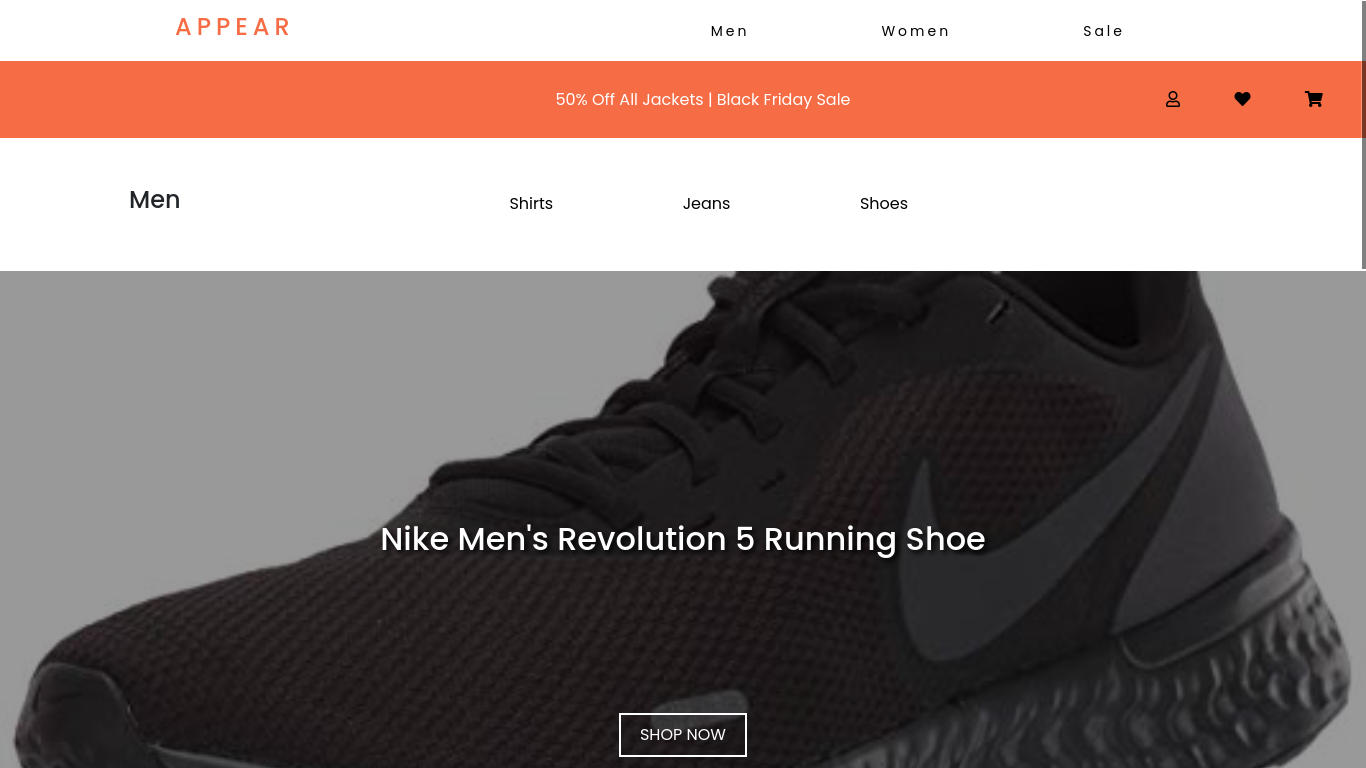 APPEAR
Men
Women
Sale
50% Off All Jackets | Black Friday Sale
Men
Shirts
Jeans
Shoes
Nike Men's Revolution 5 Running Shoe
SHOP NOW